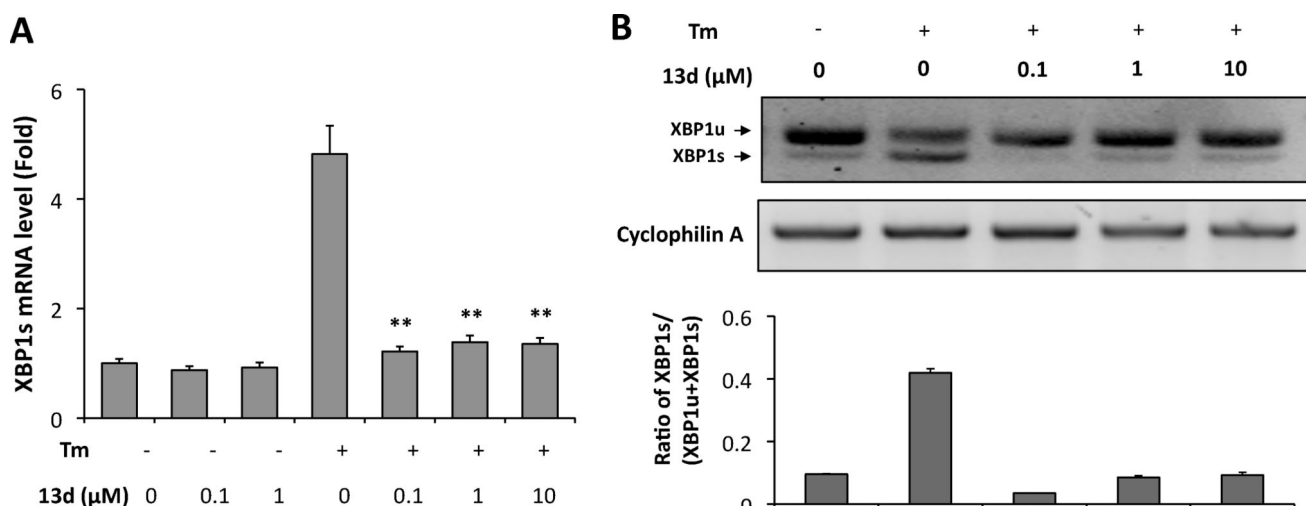 A
XBP1s mRNA level (Fold)
6
4
2
0
** ** **
Tm - - - + + + +
13d (μM) 0 0.1 1 0 0.1 1 10
B
Tm - + + + +
13d (μM) 0 0 0.1 1 10
XBP1u
XBP1s
Cyclophilin A
Ratio of XBP1s/
(XBP1u+XBP1s)
0.6
0.4
0.2
0